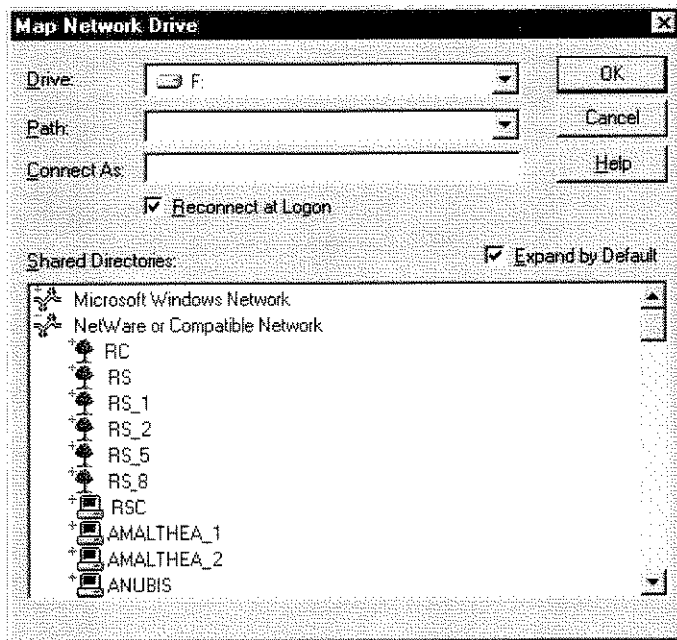 Map Network Drive
Drive: F: OK
Path: Cancel
Connect As: Help
Reconnect at Logon
Shared Directories: Expand by Default
Microsoft Windows Network
NetWare or Compatible Network
RC
RS
RS_1
RS_2
RS_5
RS_8
RSC
AMALTHEA_1
AMALTHEA_2
ANUBIS